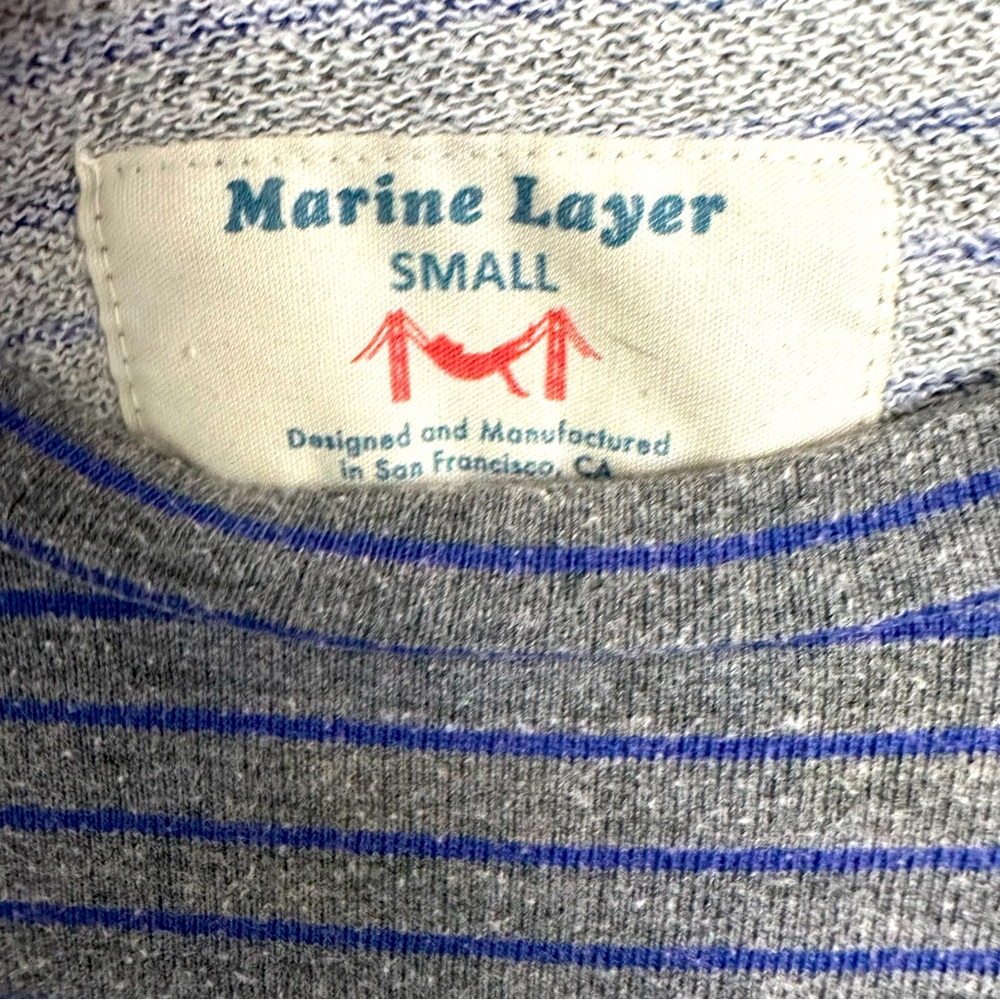 Marine Layer
SMALL
Designed and Manufactured
in San Francisco, CA